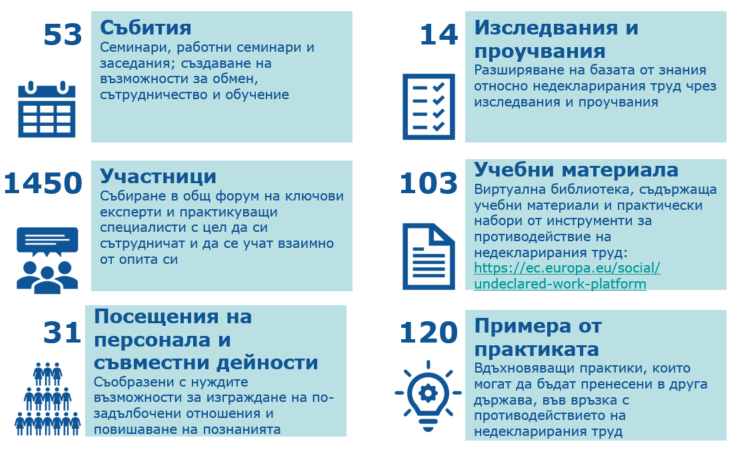 53
Събития
Семинари, работни семинари и
заседания; създаване на
възможности за обмен,
сътрудничество и обучение
14
Изследвания и
проучвания
Разширяване на базата от знания
относно недекларирания труд чрез
изследвания и проучвания
1450
Участници
Събиране в общ форум на ключови
експерти и практикуващи
специалисти с цел да си
сътрудничат и да се учат взаимно
от опита си
103
Учебни материала
Виртуална библиотека, съдържаща
учебни материали и практически
набори от инструменти за
противодействие на
недекларирания труд:
https://ec.europa.eu/social/
undeclared-work-platform
31
Посещения на
персонала и
съвместни дейности
Съобразени с нуждите
възможности за изграждане на по-
задълбочени отношения и
повишаване на познанията
120
Примера от
практиката
Вдъхновяващи практики, които
могат да бъдат пренесени в друга
държава, във връзка с
противодействието на
недекларирания труд